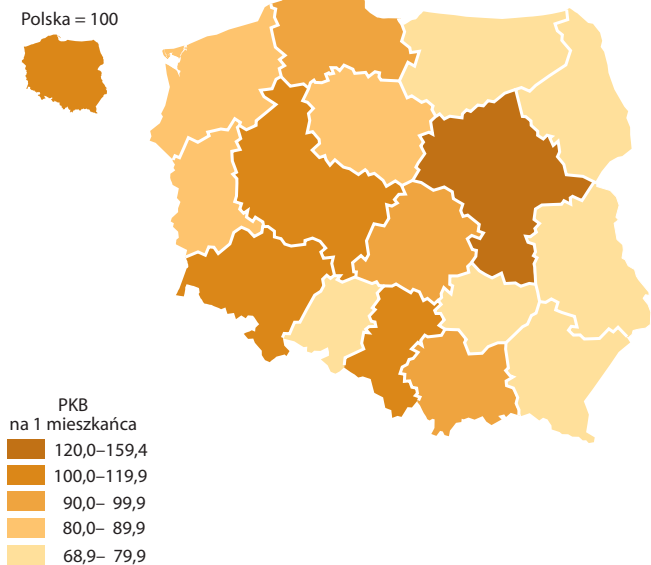 Polska = 100
PKB
na 1 mieszkańca
120,0–159,4
100,0–119,9
90,0– 99,9
80,0– 89,9
68,9– 79,9